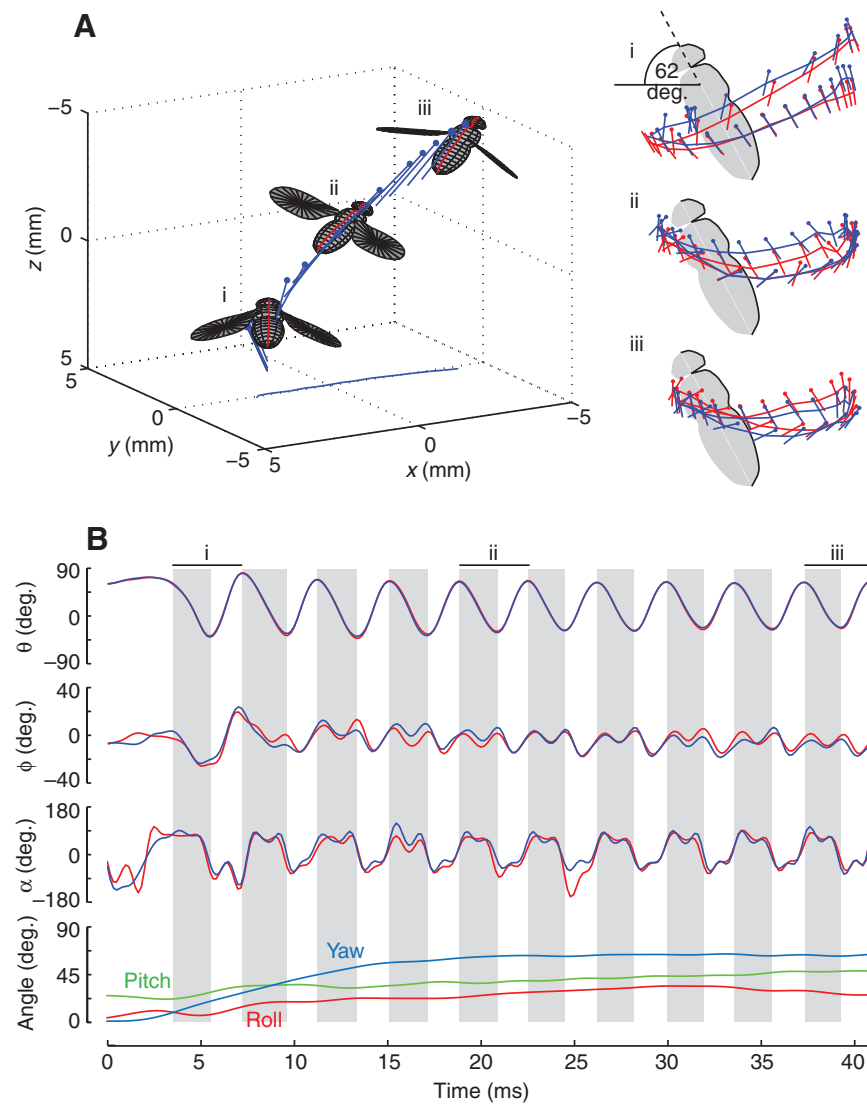 A
−5
0
5
z (mm)
5
0
−5
y (mm)
5
0
−5
x (mm)
i
ii
iii
i
62
deg.
ii
iii
B
i
ii
iii
90
0
−90
θ (deg.)
40
0
−40
ϕ (deg.)
180
0
−180
α (deg.)
90
45
0
Angle (deg.)
Yaw
Pitch
Roll
0 5 10 15 20 25 30 35 40
Time (ms)